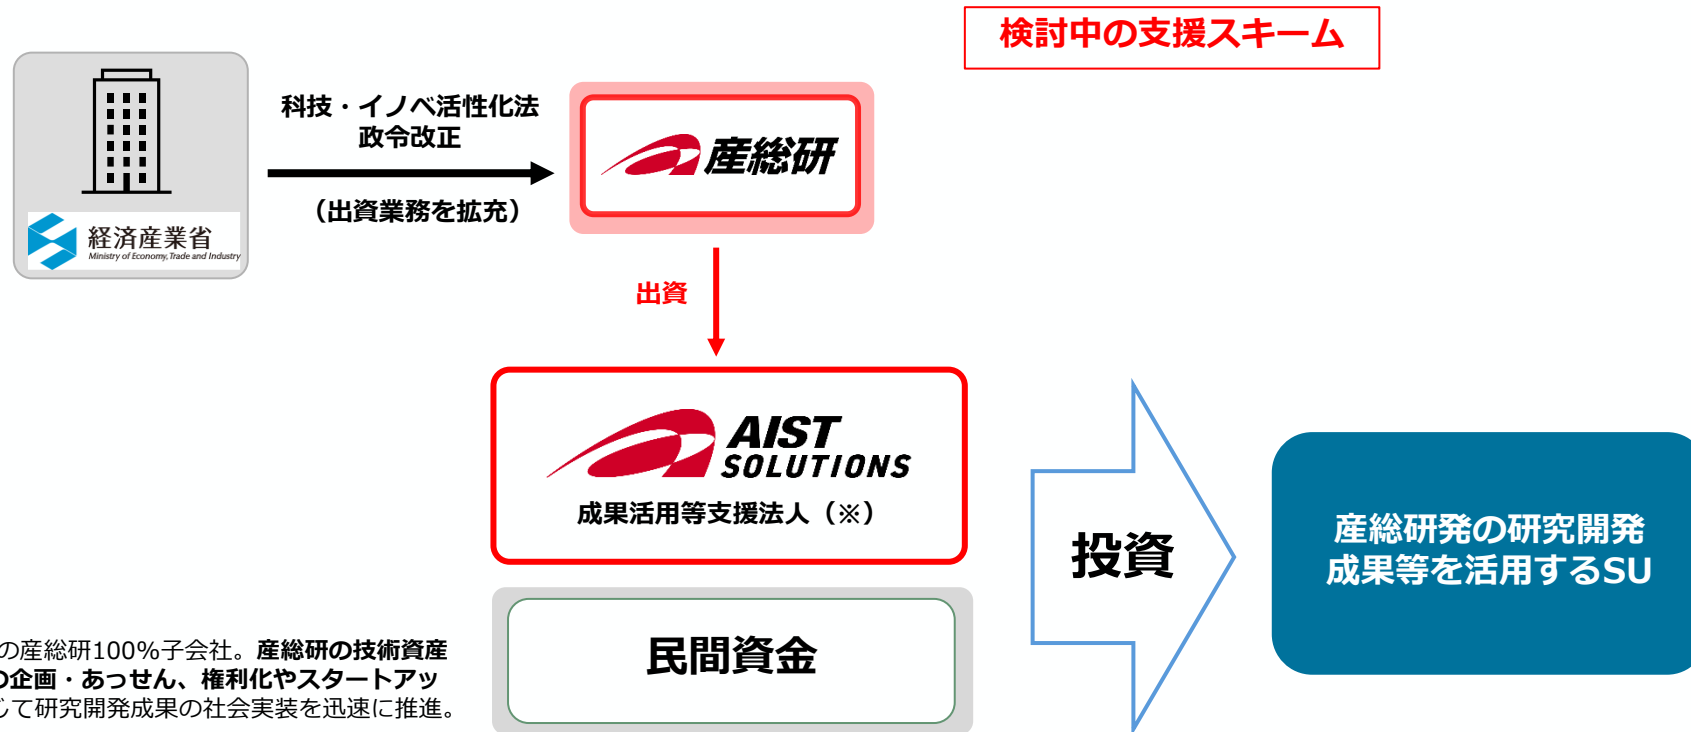 検討中の支援スキーム
科技・イノベ活性化法
政令改正
（出資業務を拡充）
経済産業省
Ministry of Economy, Trade and Industry
産総研
出資
AIST
SOLUTIONS
成果活用等支援法人（※）
投資
産総研発の研究開発
成果等を活用するSU
民間資金
の産総研100%子会社。産総研の技術資産
の企画・あっせん、権利化やスタートアッ
じて研究開発成果の社会実装を迅速に推進。